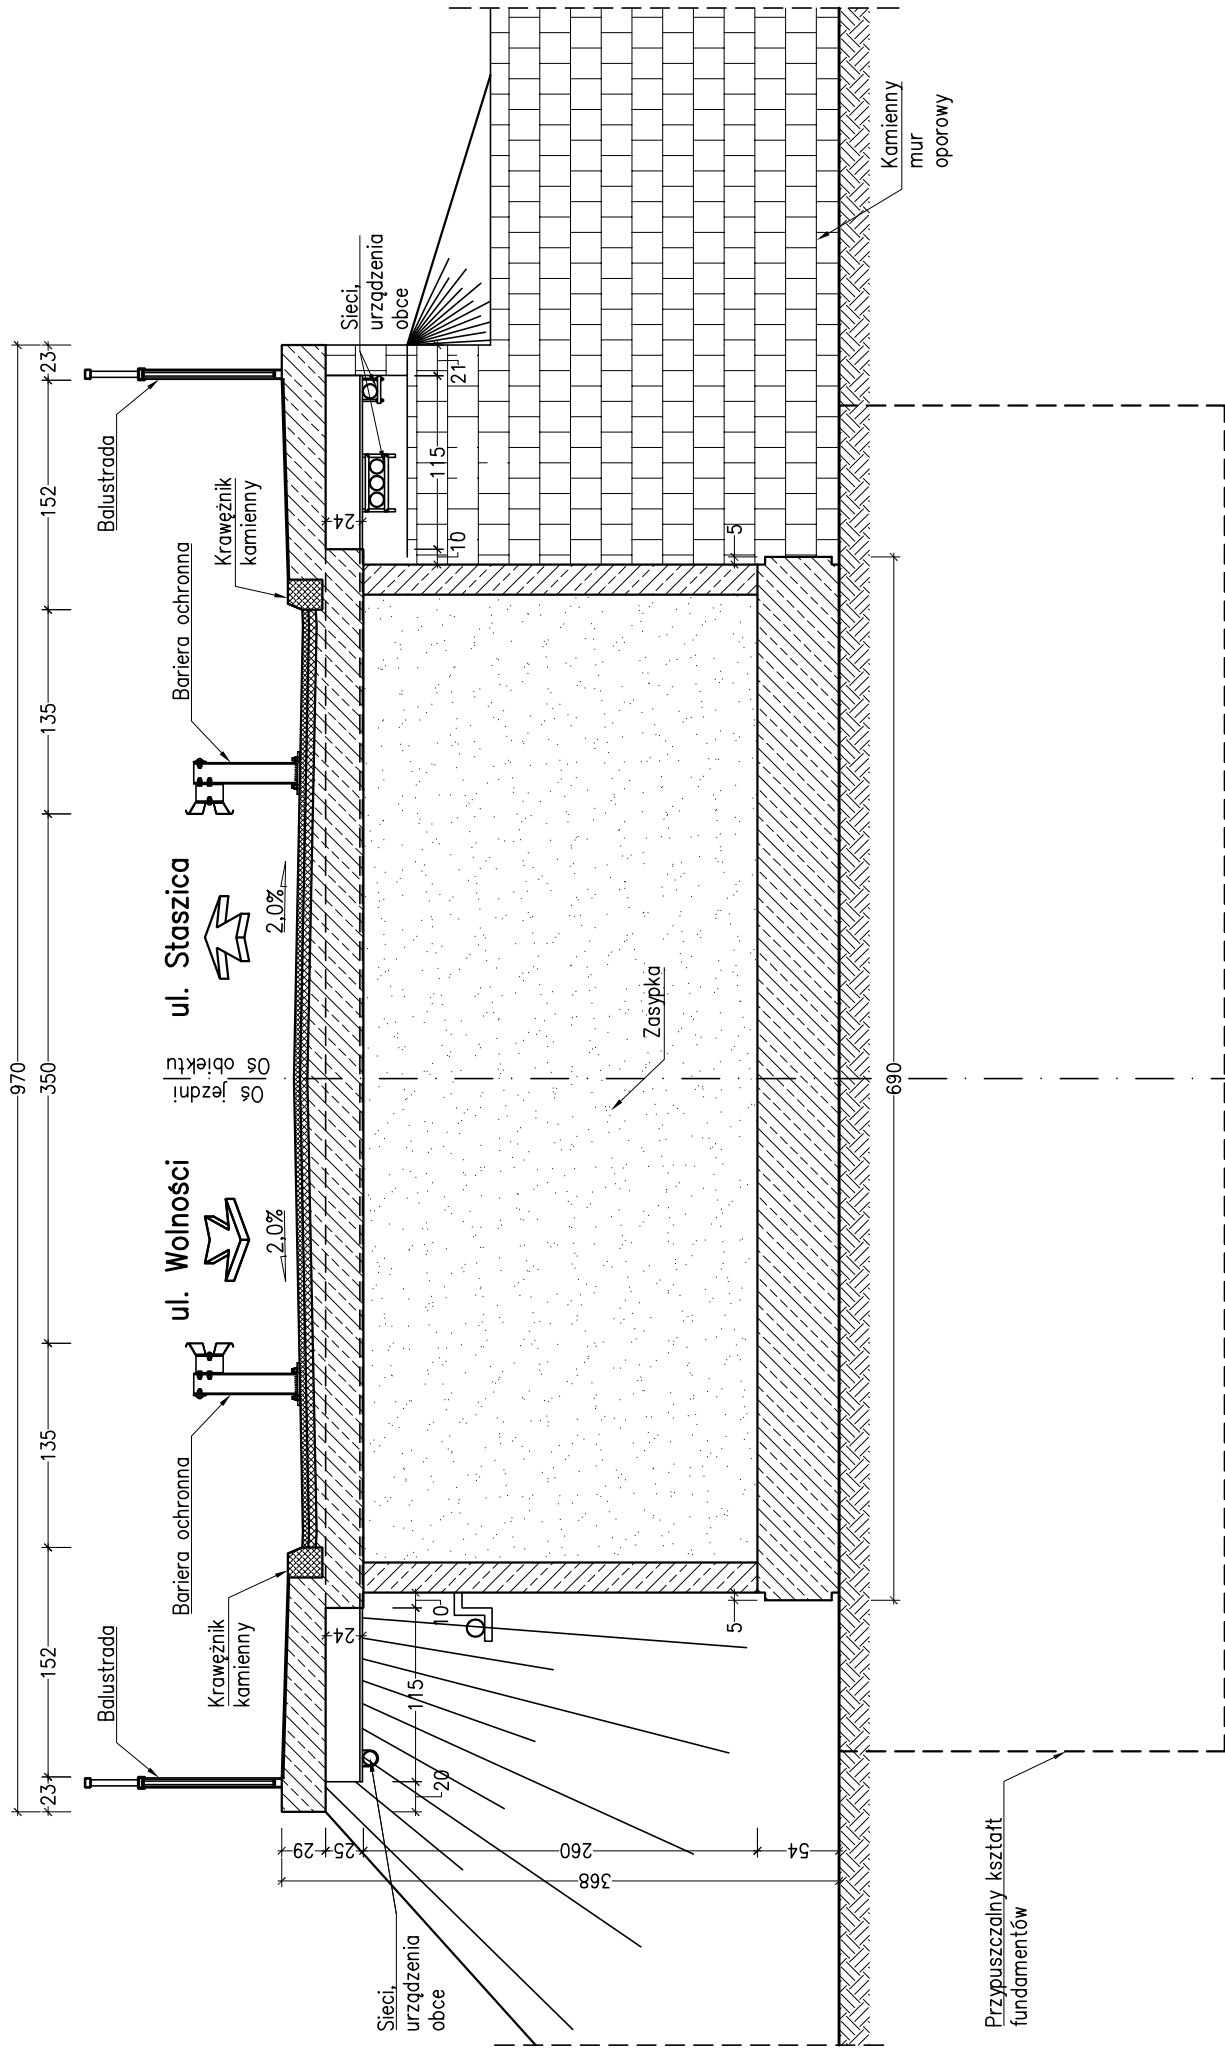 970
23
152
135
350
135
152
23
Balustrada
Balustrada
Krawężnik
kamienny
Bariera ochronna
ul. Wolności
2,0%
Oś jezdni
Oś obiektu
ul. Staszica
2,0%
Bariera ochronna
Krawężnik
kamienny
Sieci,
urządzenia
obce
Sieci,
urządzenia
obce
29
25
260
54
368
24
20
115
10
5
24
10
115
21
5
Zasypka
690
Kamienny
mur
oporowy
Przypuszczalny kształt
fundamentów